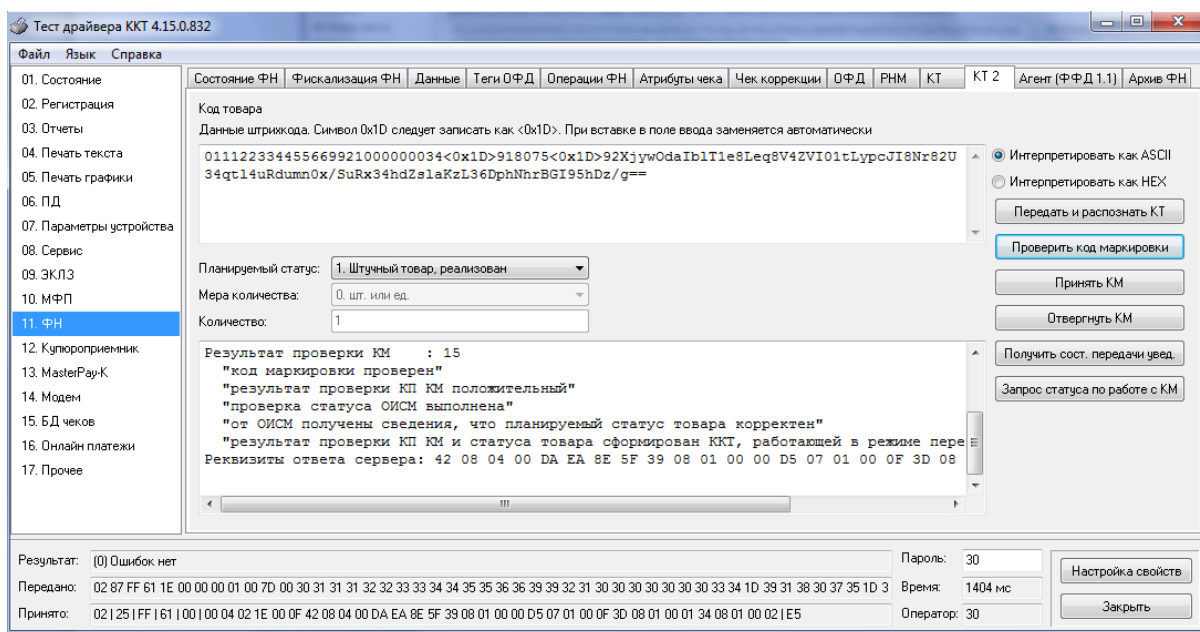 Тест драйвера ККТ 4.15.0.832
Файл Язык Справка
01. Состояние
02. Регистрация
03. Отчеты
04. Печать текста
05. Печать графики
06. ПД
07. Параметры устройства
08. Сервис
09. ЭКЛЗ
10. МФП
11. ФН
12. Купюроприемник
13. MasterPay-K
14. Модем
15. БД чеков
16. Онлайн платежи
17. Прочее
Состояние ФН Фискализация ФН Данные Теги ОФД Операции ФН Атрибуты чека Чек коррекции ОФД РНМ КТ КТ 2 Агент (ФФД 1.1) Архив ФН
Код товара
Данные штрихкода. Символ 0x1D следует записать как <0x1D>. При вставке в поле ввода заменяется автоматически
011122334455669921000000034<0x1D>918075<0x1D>92XjywOdaIblT1e8Leq8V4ZVI01tLypcJI8Nr82U
34qtl4uRdumn0x/SuRx34hdZslaKzL36DphNhrBGI95hDz/g==
Интерпретировать как ASCII
Интерпретировать как HEX
Передать и распознать КТ
Проверить код маркировки
Принять КМ
Отвергнуть КМ
Получить сост. передачи увед.
Запрос статуса по работе с КМ
Планируемый статус: 1. Штучный товар, реализован
Мера количества: 0. шт. или ед.
Количество: 1
Результат проверки КМ : 15
"код маркировки проверен"
"результат проверки КП КМ положительный"
"проверка статуса ОИСМ выполнена"
"от ОИСМ получены сведения, что планируемый статус товара корректен"
"результат проверки КП КМ и статуса товара сформирован ККТ, работающей в режиме пере
Реквизиты ответа сервера: 42 08 04 00 DA EA 8E 5F 39 08 01 00 00 D5 07 01 00 0F 3D 08
Результат: (0) Ошибок нет
Передано: 02 87 FF 61 1E 00 00 00 01 00 7D 00 30 31 31 31 32 32 33 33 34 34 35 35 36 36 39 39 32 31 30 30 30 30 30 30 30 33 34 1D 39 31 38 30 37 35 1D 3
Принято: 02 | 25 | FF | 61 | 00 | 00 04 02 1E 00 0F 42 08 04 00 DA EA 8E 5F 39 08 01 00 00 D5 07 01 00 0F 3D 08 01 00 01 34 08 01 00 02 | E5
Пароль: 30
Время: 1404 мс
Оператор: 30
Настройка свойств
Закрыть